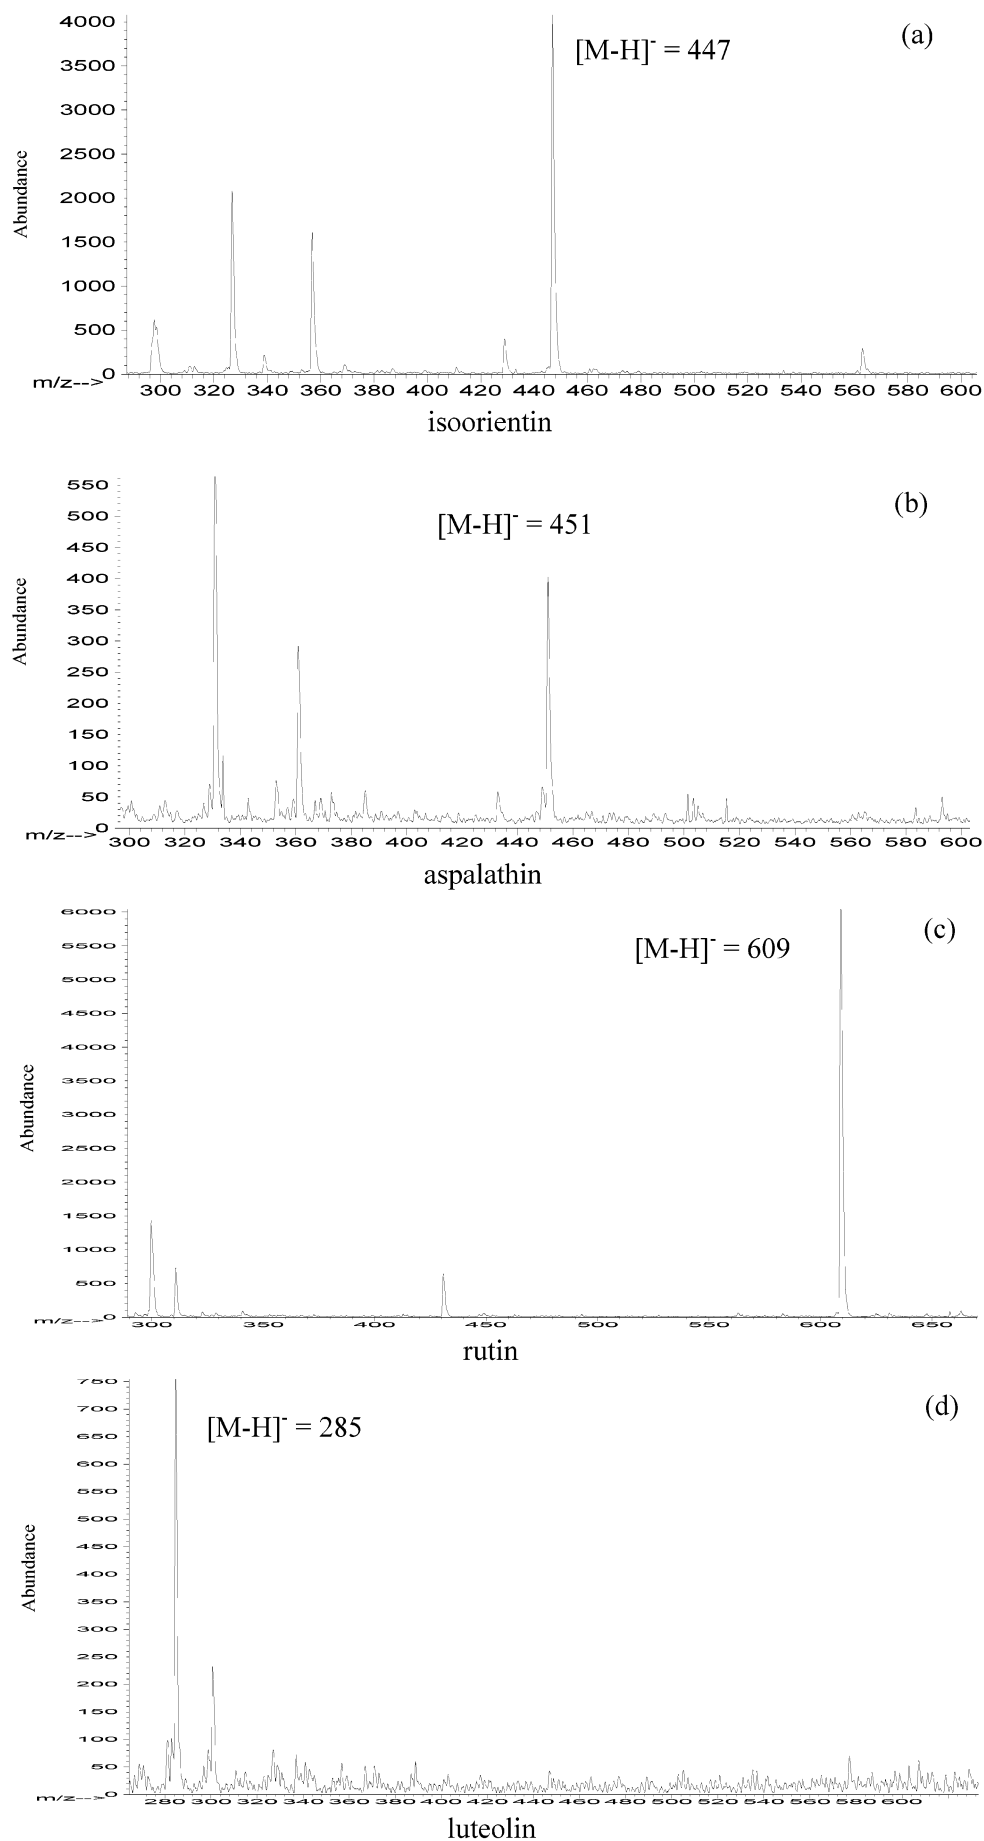 (a)
[M-H]⁻ = 447
4000
3500
3000
2500
2000
1500
1000
500
0
Abundance
m/z-->
300 320 340 360 380 400 420 440 460 480 500 520 540 560 580 600
isoorientin
(b)
[M-H]⁻ = 451
550
500
450
400
350
300
250
200
150
100
50
0
Abundance
m/z-->
300 320 340 360 380 400 420 440 460 480 500 520 540 560 580 600
aspalathin
(c)
[M-H]⁻ = 609
6000
5500
5000
4500
4000
3500
3000
2500
2000
1500
1000
500
0
Abundance
m/z-->
300 350 400 450 500 550 600 650
rutin
(d)
[M-H]⁻ = 285
750
700
650
600
550
500
450
400
350
300
250
200
150
100
50
0
Abundance
m/z-->
280 300 320 340 360 380 400 420 440 460 480 500 520 540 560 580 600
luteolin